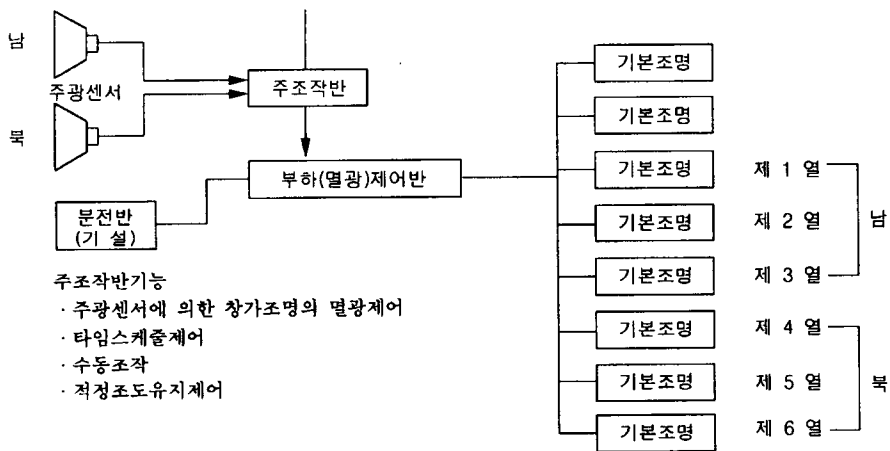 남
주광센서
북
주조작반
부하(멸광)제어반
분전반
(기 설)
주조작반기능
· 주광센서에 의한 창가조명의 멸광제어
· 타임스케줄제어
· 수동조작
· 적정조도유지제어
기본조명
기본조명
기본조명 제 1 열
기본조명 제 2 열
남
기본조명 제 3 열
기본조명 제 4 열
기본조명 제 5 열
북
기본조명 제 6 열